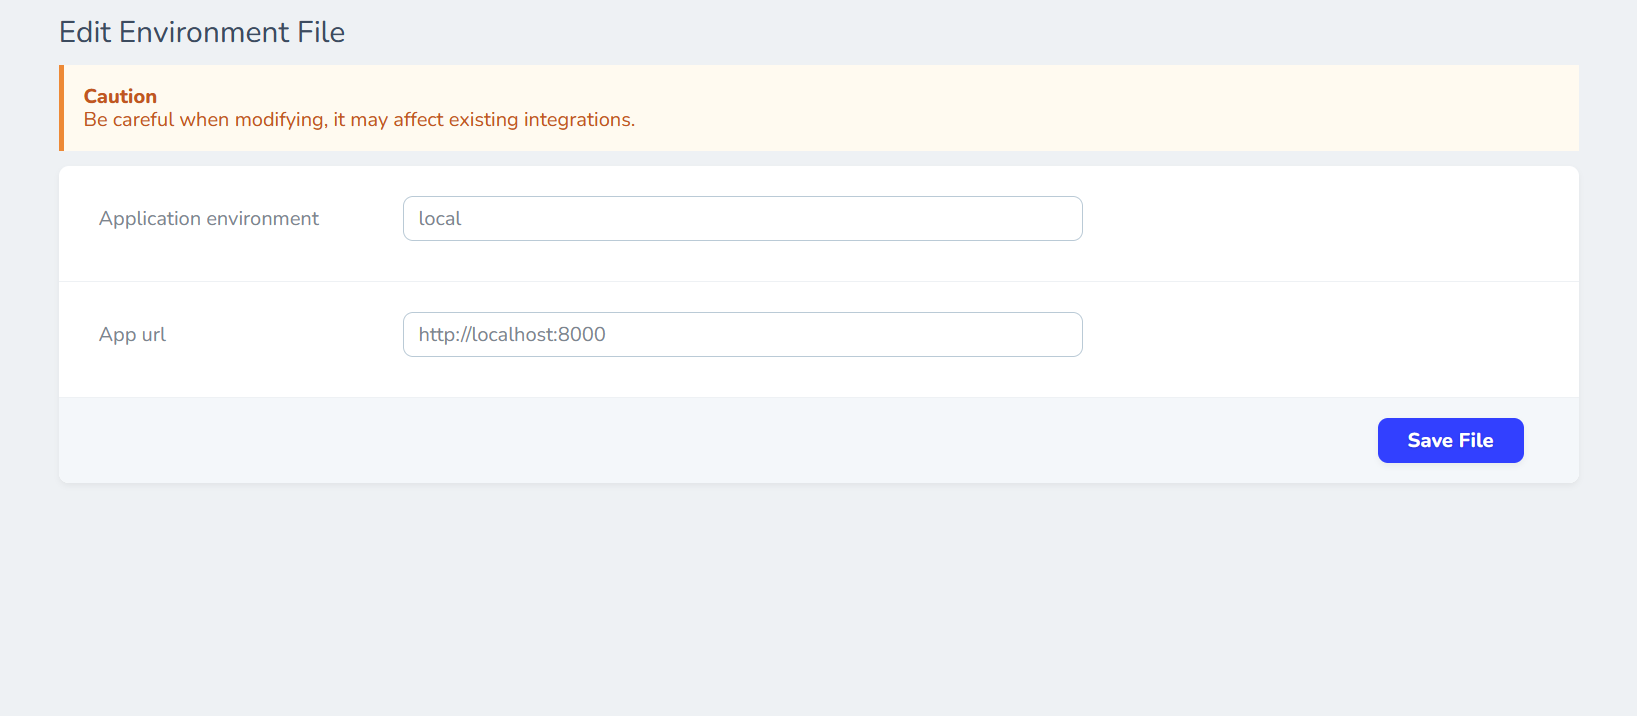 Edit Environment File
Caution
Be careful when modifying, it may affect existing integrations.
Application environment
local
App url
http://localhost:8000
Save File